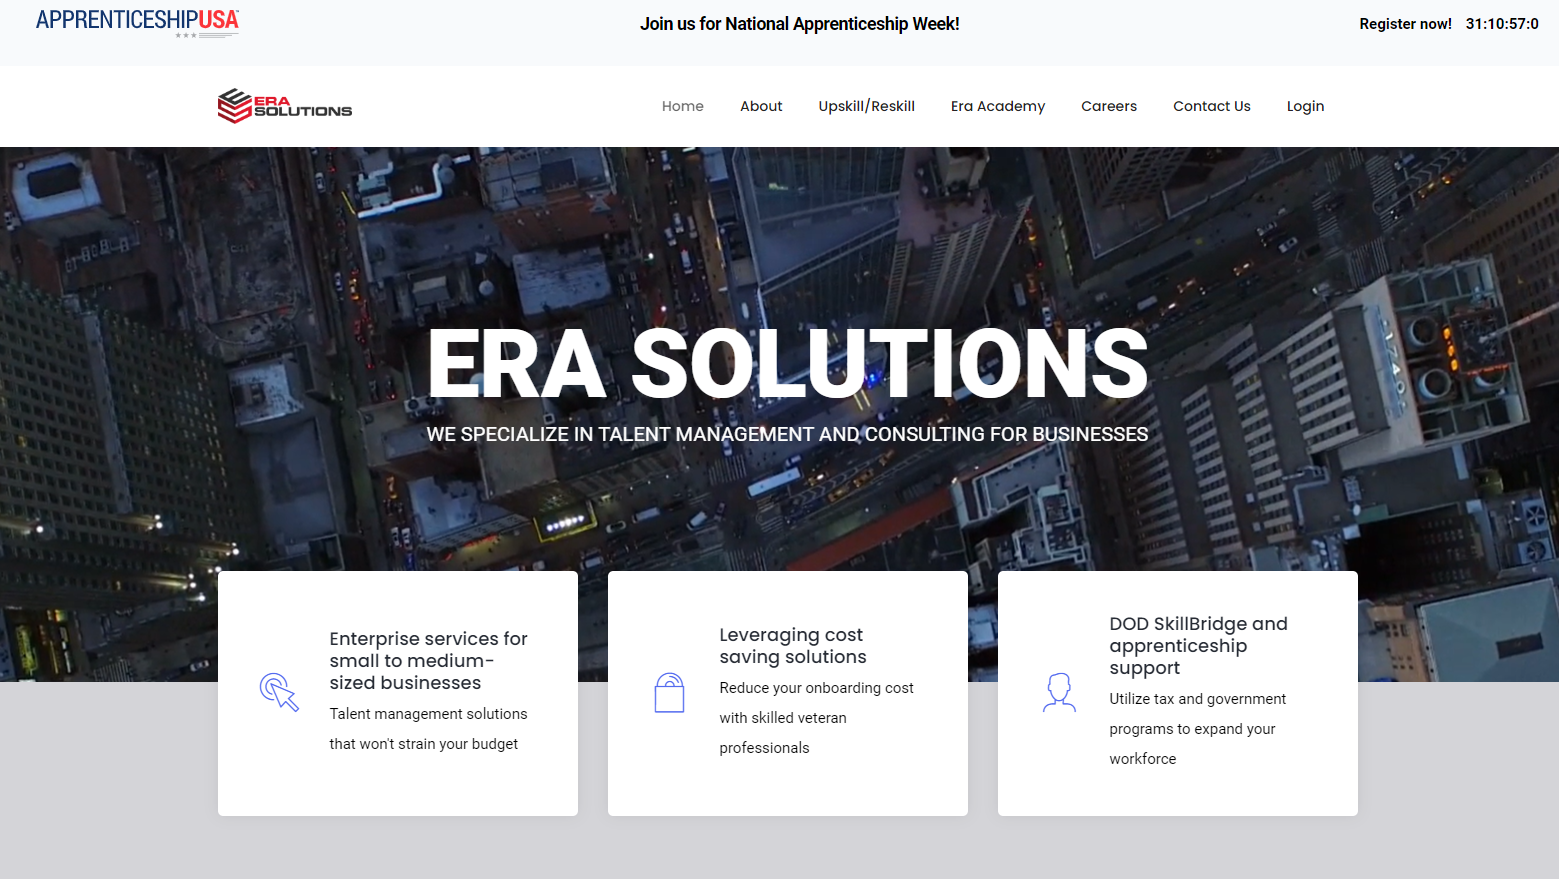 APPRENTICESHIPUSA
Join us for National Apprenticeship Week!
Register now! 31:10:57:0
ERA
SOLUTIONS
Home About Upskill/Reskill Era Academy Careers Contact Us Login
ERA SOLUTIONS
WE SPECIALIZE IN TALENT MANAGEMENT AND CONSULTING FOR BUSINESSES
Enterprise services for
small to medium-
sized businesses
Talent management solutions
that won't strain your budget
Leveraging cost
saving solutions
Reduce your onboarding cost
with skilled veteran
professionals
DOD SkillBridge and
apprenticeship
support
Utilize tax and government
programs to expand your
workforce